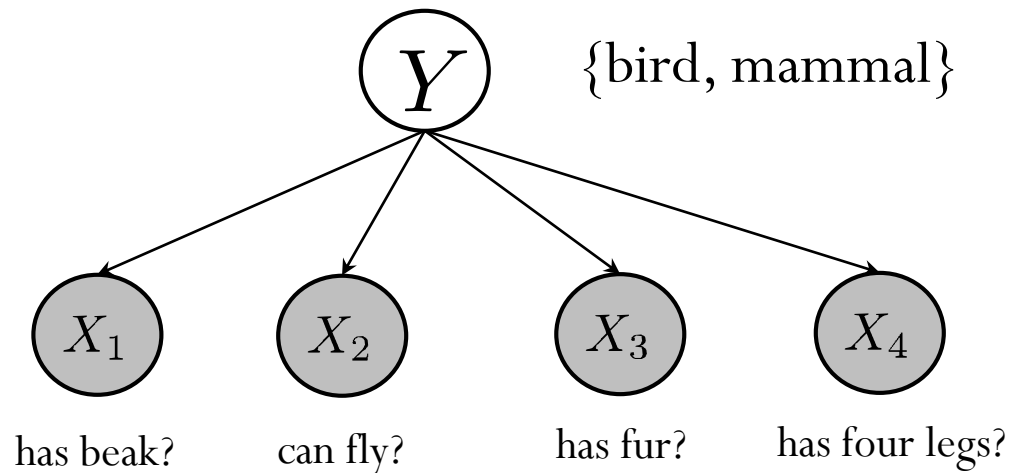 Y
{bird, mammal}
X₁
X₂
X₃
X₄
has beak?
can fly?
has fur?
has four legs?